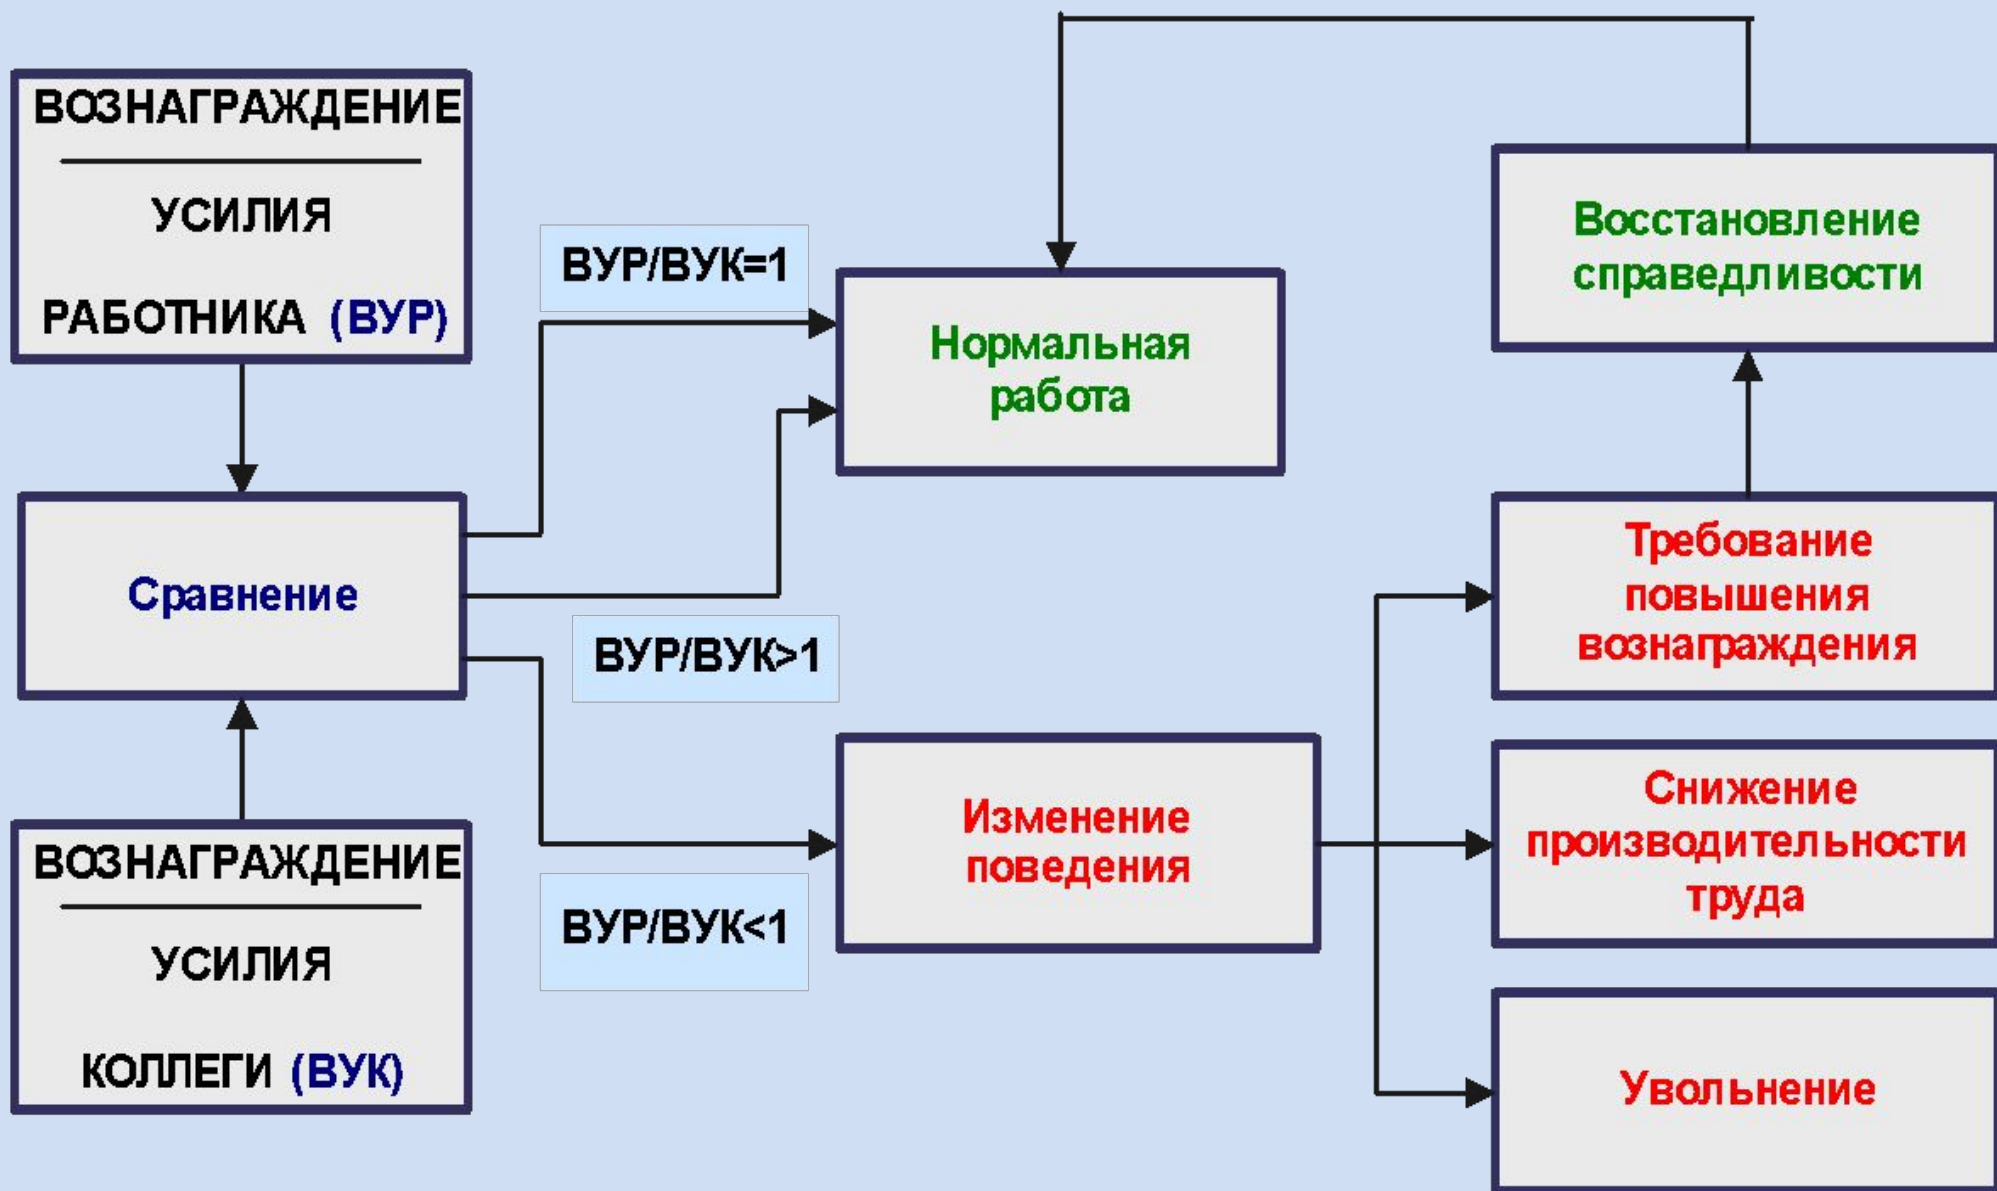 ВОЗНАГРАЖДЕНИЕ
УСИЛИЯ
РАБОТНИКА (ВУР)
Сравнение
ВОЗНАГРАЖДЕНИЕ
УСИЛИЯ
КОЛЛЕГИ (ВУК)
ВУР/ВУК=1
ВУР/ВУК>1
ВУР/ВУК<1
Нормальная
работа
Изменение
поведения
Восстановление
справедливости
Требование
повышения
вознаграждения
Снижение
производительности
труда
Увольнение